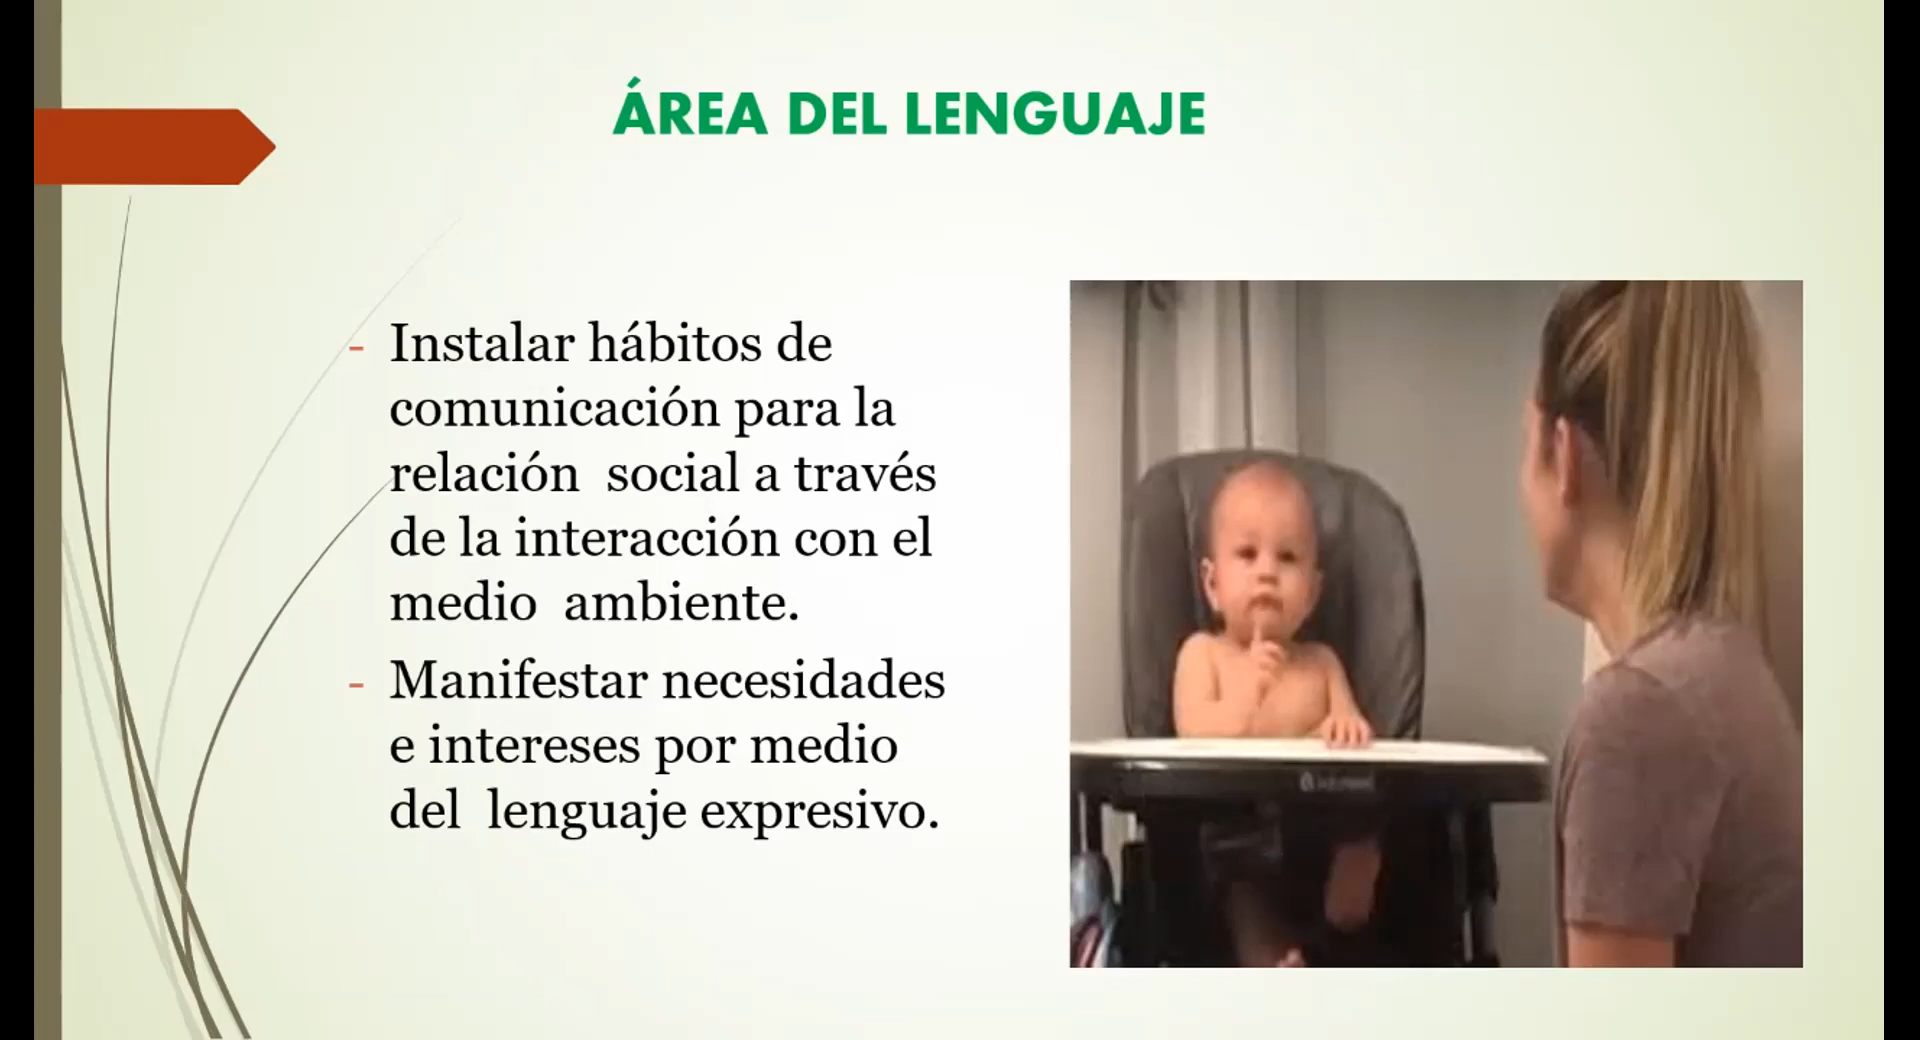 ÁREA DEL LENGUAJE
- Instalar hábitos de
comunicación para la
relación  social a través
de la interacción con el
medio  ambiente.
- Manifestar necesidades
e intereses por medio
del  lenguaje expresivo.